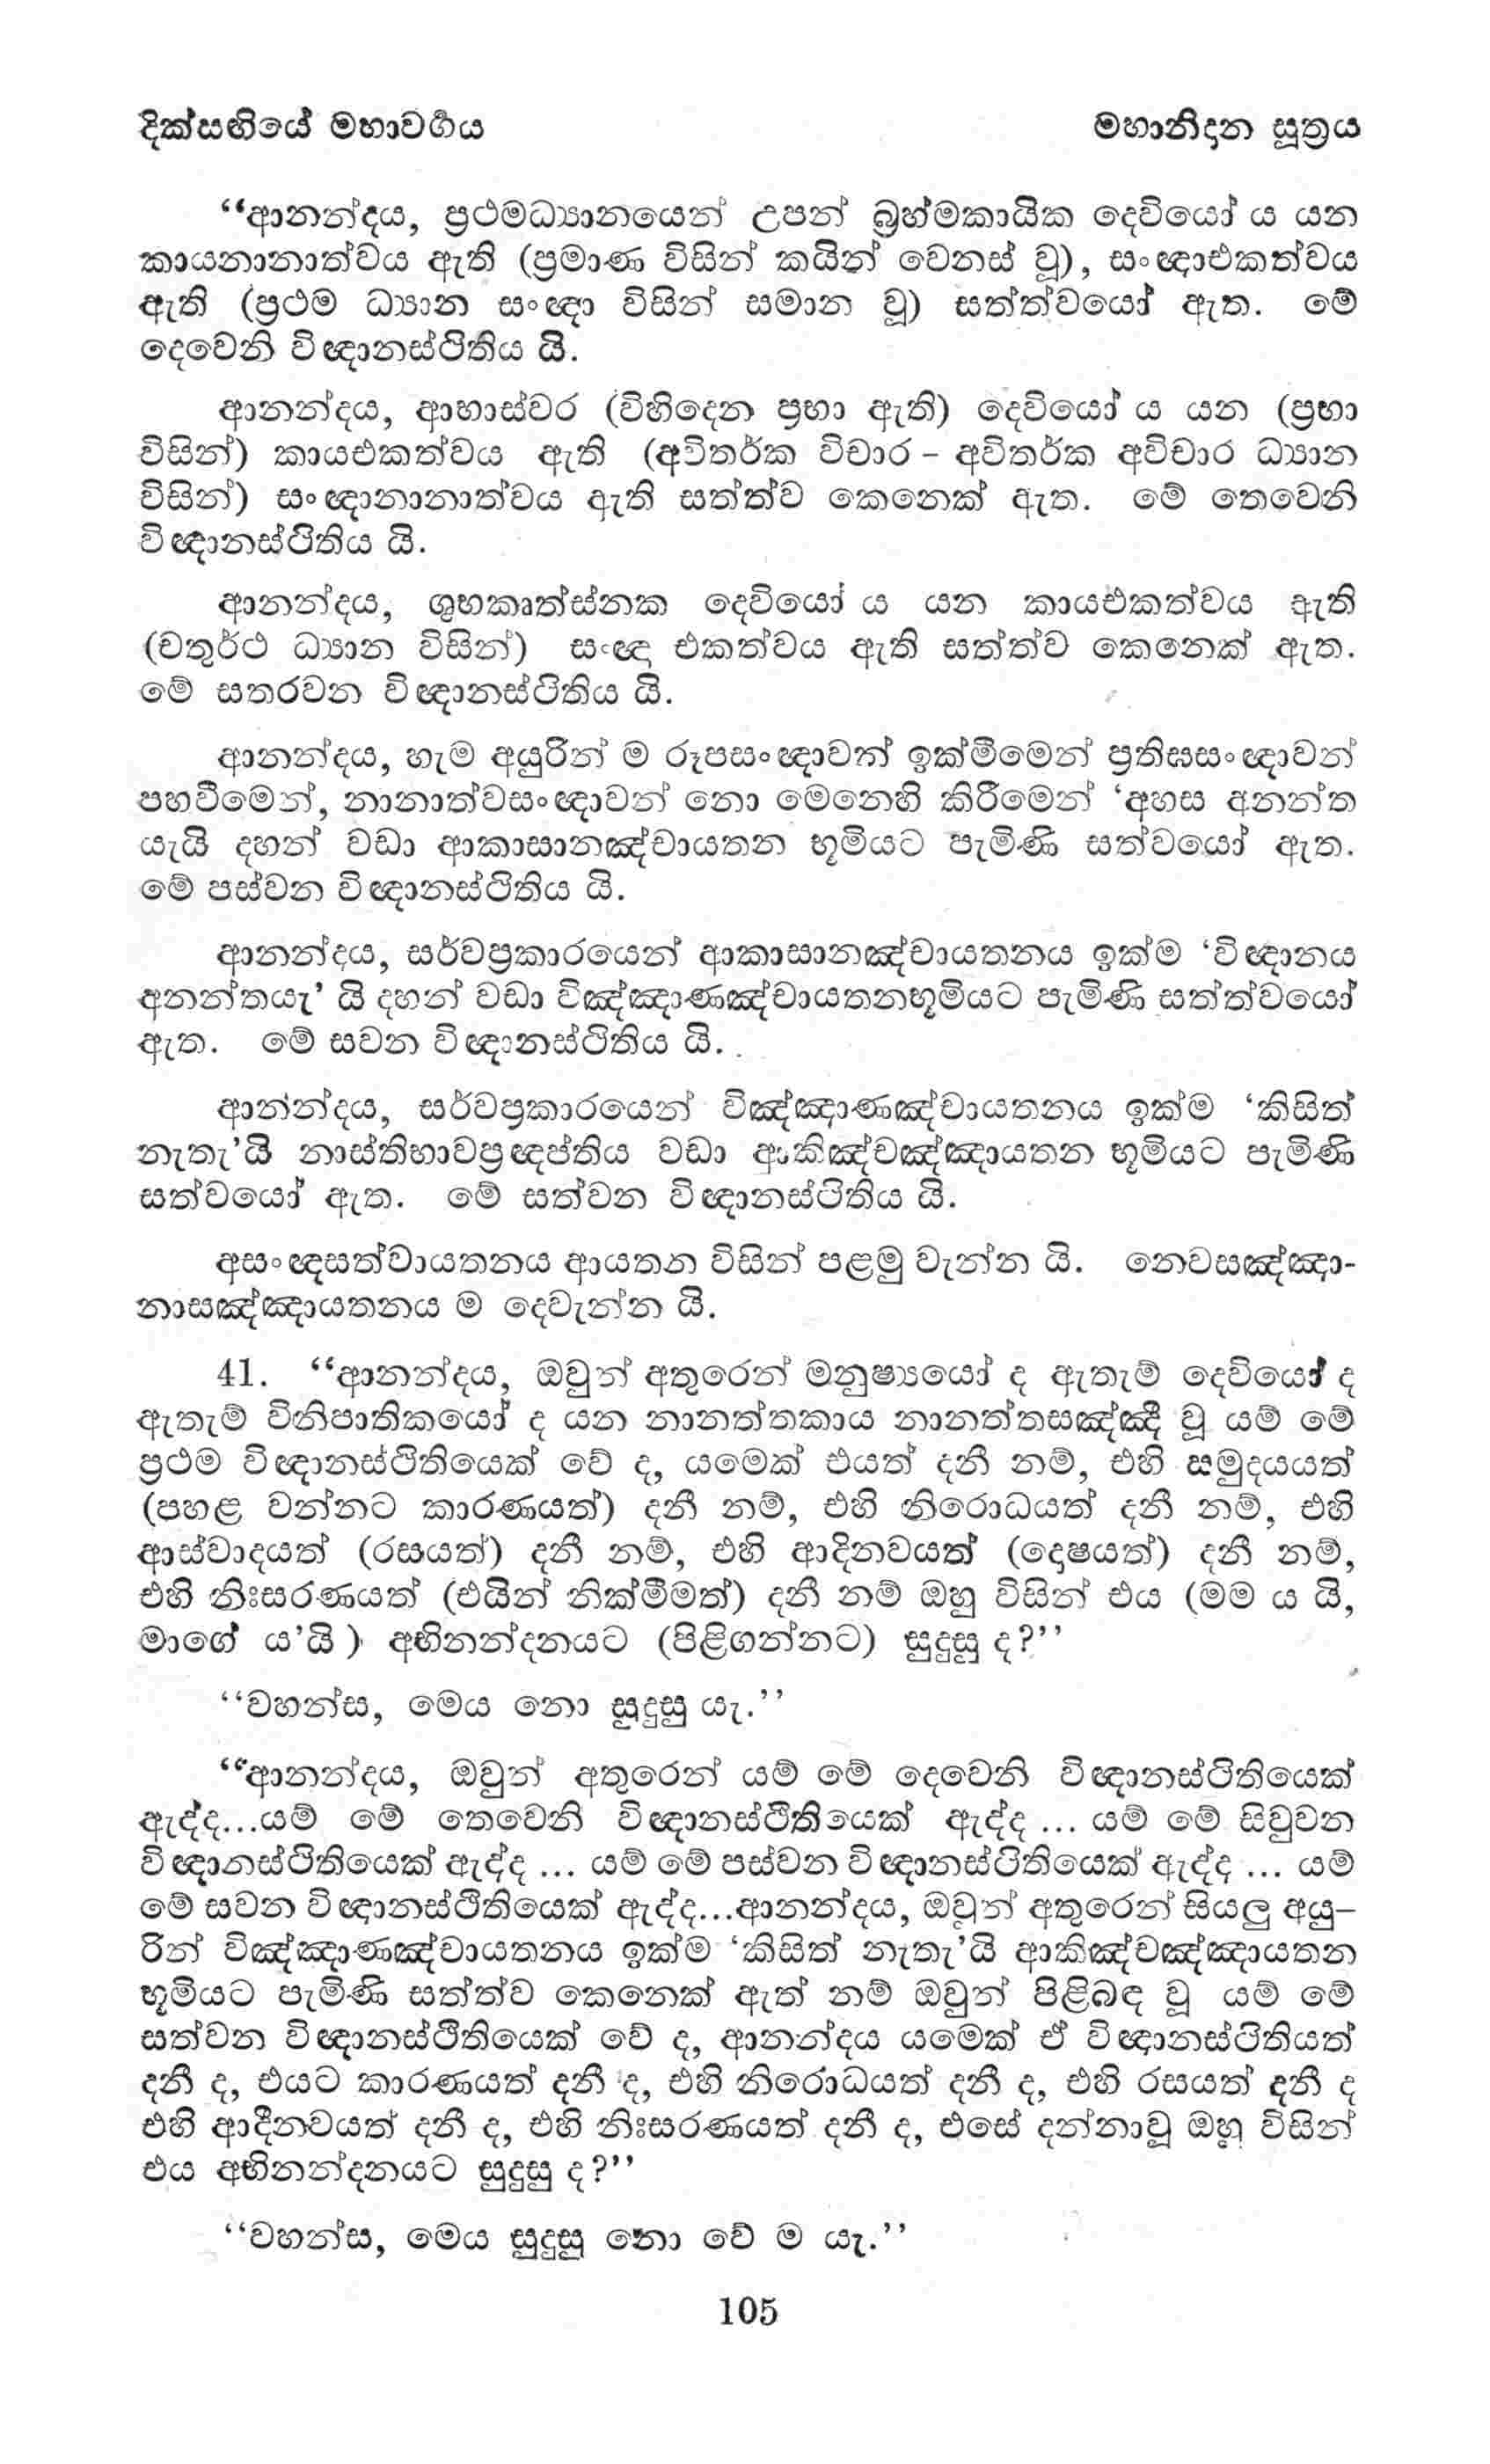 දික්සඟියේ මහාවර්‍ගය මහානිදාන සූත්‍රය
“ආනන්දය, ප්‍රථමධ්‍යානයෙන් උපන් බ්‍රහ්මකායික දෙවියෝ ය යන
කායනානාත්වය ඇති (ප්‍රමාණ විසින් කයින් වෙනස් වූ), සංඥාඑකත්වය
ඇති (ප්‍රථම ධ්‍යාන සංඥා විසින් සමාන වූ) සත්ත්වයෝ ඇත. මේ
දෙවෙනි විඥානස්ථිතිය යි.
ආනන්දය, ආභාස්වර (විහිදෙන ප්‍රභා ඇති) දෙවියෝ ය යන (ප්‍රභා
විසින්) කායඑකත්වය ඇති (අවිතර්ක විචාර – අවිතර්ක අවිචාර ධ්‍යාන
විසින්) සංඥානානාත්වය ඇති සත්ත්ව කෙනෙක් ඇත. මේ තෙවෙනි
විඥානස්ථිතිය යි.
ආනන්දය, ශුභකෘත්ස්නක දෙවියෝ ය යන කායඑකත්වය ඇති
(චතුර්ථ ධ්‍යාන විසින්) සංඥා එකත්වය ඇති සත්ත්ව කෙනෙක් ඇත.
මේ සතරවන විඥානස්ථිතිය යි.
ආනන්දය, හැම අයුරින් ම රූපසංඥාවන් ඉක්මීමෙන් ප්‍රතිඝසංඥාවන්
පහවීමෙන්, නානාත්වසංඥාවන් නො මෙනෙහි කිරීමෙන් ‘අහස අනන්ත
යැයි දහන් වඩා ආකාසානඤ්චායතන භූමියට පැමිණි සත්වයෝ ඇත.
මේ පස්වන විඥානස්ථිතිය යි.
ආනන්දය, සර්වප්‍රකාරයෙන් ආකාසානඤ්චායතනය ඉක්ම ‘විඥානය
අනන්තයැ’ යි දහන් වඩා විඤ්ඤාණඤ්චායතනභූමියට පැමිණි සත්ත්වයෝ
ඇත. මේ සවන විඥානස්ථිතිය යි.
ආනන්දය, සර්වප්‍රකාරයෙන් විඤ්ඤාණඤ්චායතනය ඉක්ම ‘කිසිත්
නැතැ’යි නාස්තිභාවප්‍රඥප්තිය වඩා ආකිඤ්චඤ්ඤායතන භූමියට පැමිණි
සත්වයෝ ඇත. මේ සත්වන විඥානස්ථිතිය යි.
අසංඥසත්වායතනය ආයතන විසින් පළමු වැන්න යි. නෙවසඤ්ඤා-
නාසඤ්ඤායතනය ම දෙවැන්න යි.
41. “ආනන්දය, ඔවුන් අතුරෙන් මනුෂ්‍යයෝ ද ඇතැම් දෙවියෝ ද
ඇතැම් විනිපාතිකයෝ ද යන නානත්තකාය නානත්තසඤ්ඤී වූ යම් මේ
ප්‍රථම විඥානස්ථිතියෙක් වේ ද, යමෙක් එයත් දනී නම්, එහි සමුදයයත්
(පහළ වන්නට කාරණයත්) දනී නම්, එහි නිරොධයත් දනී නම්, එහි
ආස්වාදයත් (රසයත්) දනී නම්, එහි ආදිනවයත් (දොෂයත්) දනී නම්,
එහි නිඃසරණයත් (එයින් නික්මීමත්) දනී නම් ඔහු විසින් එය (මම ය යි,
මාගේ ය’යි) අභිනන්දනයට (පිළිගන්නට) සුදුසු ද?”
“වහන්ස, මෙය නො සුදුසු යැ.”
“ආනන්දය, ඔවුන් අතුරෙන් යම් මේ දෙවෙනි විඥානස්ථිතියෙක්
ඇද්ද...යම් මේ තෙවෙනි විඥානස්ථිතියෙක් ඇද්ද ... යම් මේ සිවුවන
විඥානස්ථිතියෙක් ඇද්ද ... යම් මේ පස්වන විඥානස්ථිතියෙක් ඇද්ද ... යම්
මේ සවන විඥානස්ථිතියෙක් ඇද්ද...ආනන්දය, ඔවුන් අතුරෙන් සියලු අයු–
රින් විඤ්ඤාණඤ්චායතනය ඉක්ම ‘කිසිත් නැතැ’යි ආකිඤ්චඤ්ඤායතන
භූමියට පැමිණි සත්ත්ව කෙනෙක් ඇත් නම් ඔවුන් පිළිබඳ වූ යම් මේ
සත්වන විඥානස්ථිතියෙක් වේ ද, ආනන්දය යමෙක් ඒ විඥානස්ථිතියත්
දනී ද, එයට කාරණයත් දනී ද, එහි නිරොධයත් දනී ද, එහි රසයත් දනී ද
එහි ආදීනවයත් දනී ද, එහි නිඃසරණයත් දනී ද, එසේ දන්නාවූ ඔහු විසින්
එය අභිනන්දනයට සුදුසු ද?”
“වහන්ස, මෙය සුදුසු නො වේ ම යැ.”
105